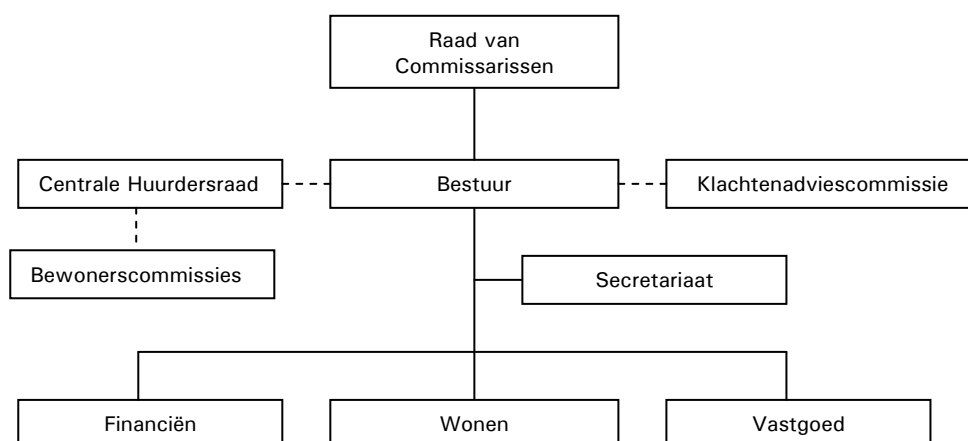 Raad van
Commissarissen
Centrale Huurdersraad
Bestuur
Klachtenadviescommissie
Bewonerscommissies
Secretariaat
Financiën
Wonen
Vastgoed